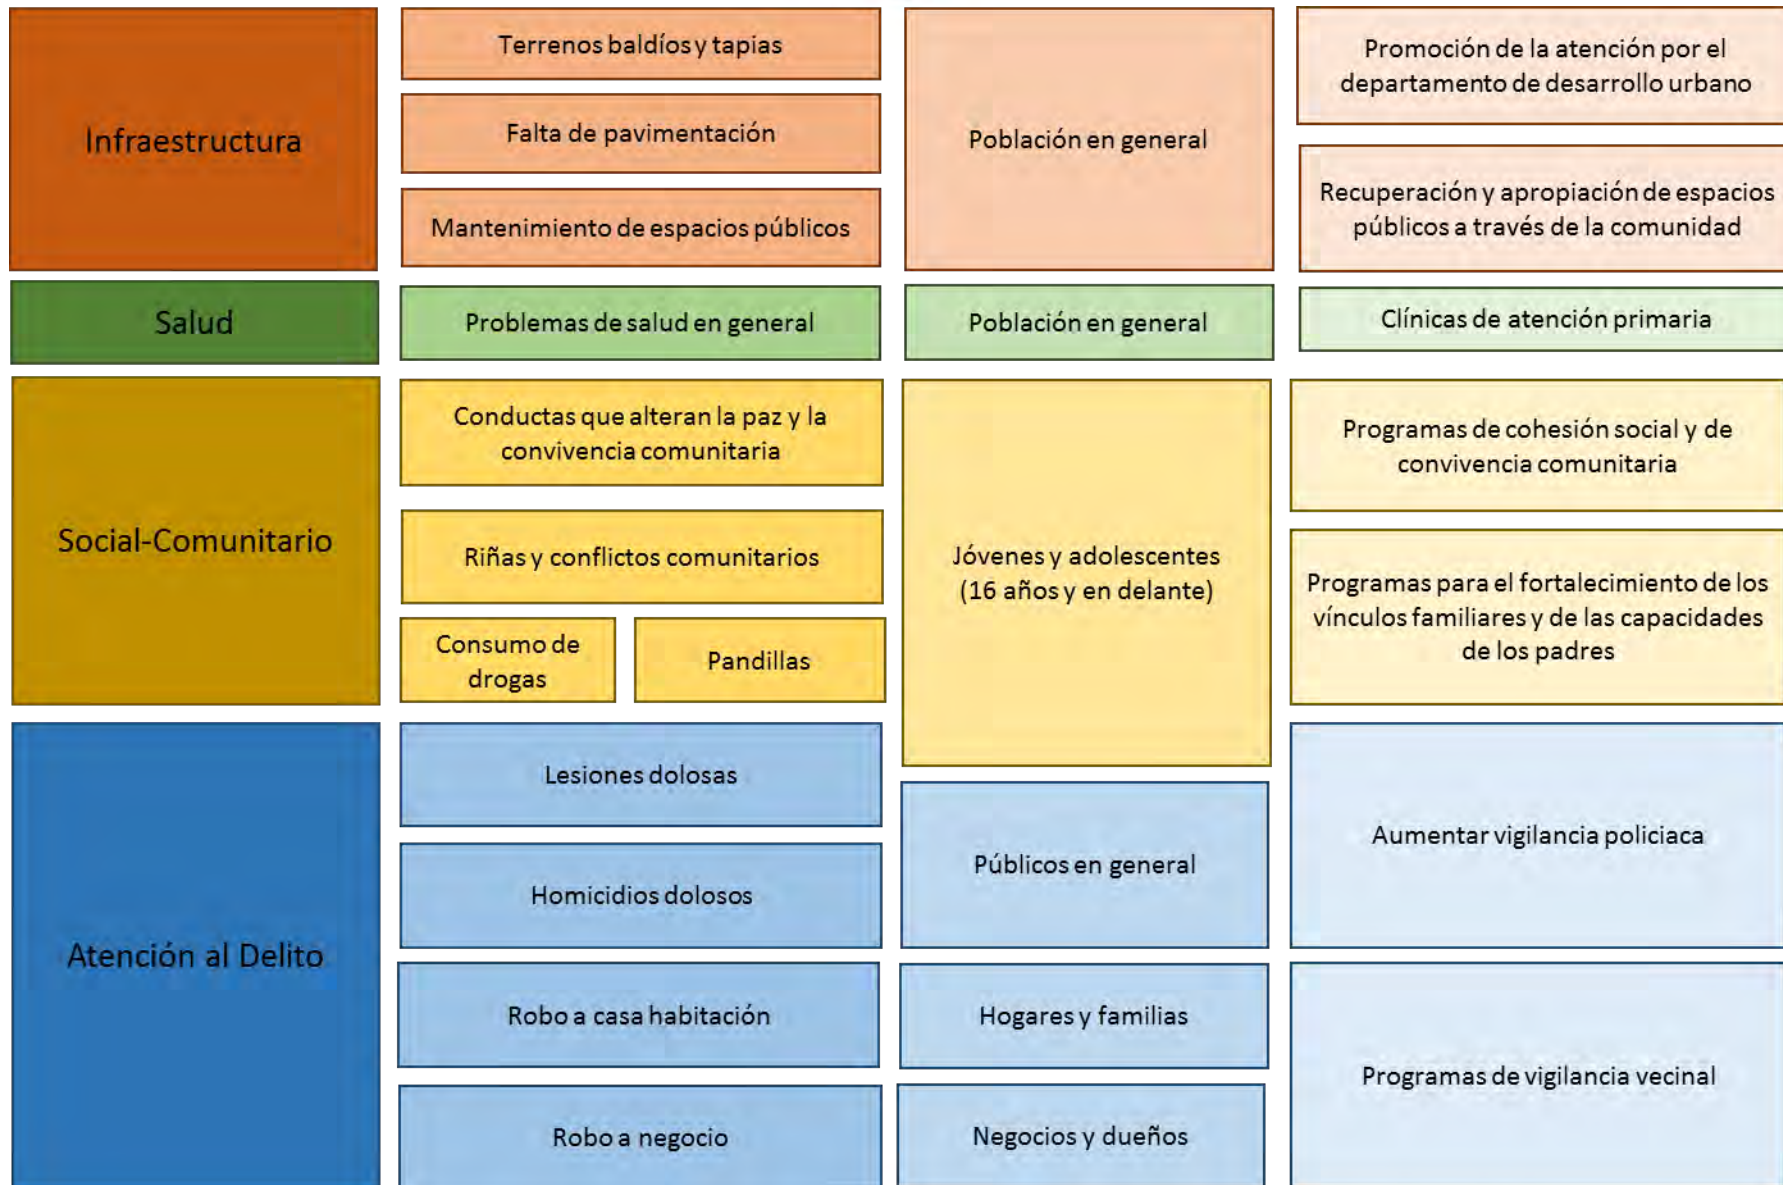 Infraestructura
Terrenos baldíos y tapias
Falta de pavimentación
Mantenimiento de espacios públicos
Población en general
Promoción de la atención por el
departamento de desarrollo urbano
Recuperación y apropiación de espacios
públicos a través de la comunidad
Salud
Problemas de salud en general
Población en general
Clínicas de atención primaria
Social-Comunitario
Conductas que alteran la paz y la
convivencia comunitaria
Riñas y conflictos comunitarios
Consumo de
drogas
Pandillas
Jóvenes y adolescentes
(16 años y en delante)
Programas de cohesión social y de
convivencia comunitaria
Programas para el fortalecimiento de los
vínculos familiares y de las capacidades
de los padres
Atención al Delito
Lesiones dolosas
Homicidios dolosos
Robo a casa habitación
Robo a negocio
Públicos en general
Hogares y familias
Negocios y dueños
Aumentar vigilancia policiaca
Programas de vigilancia vecinal